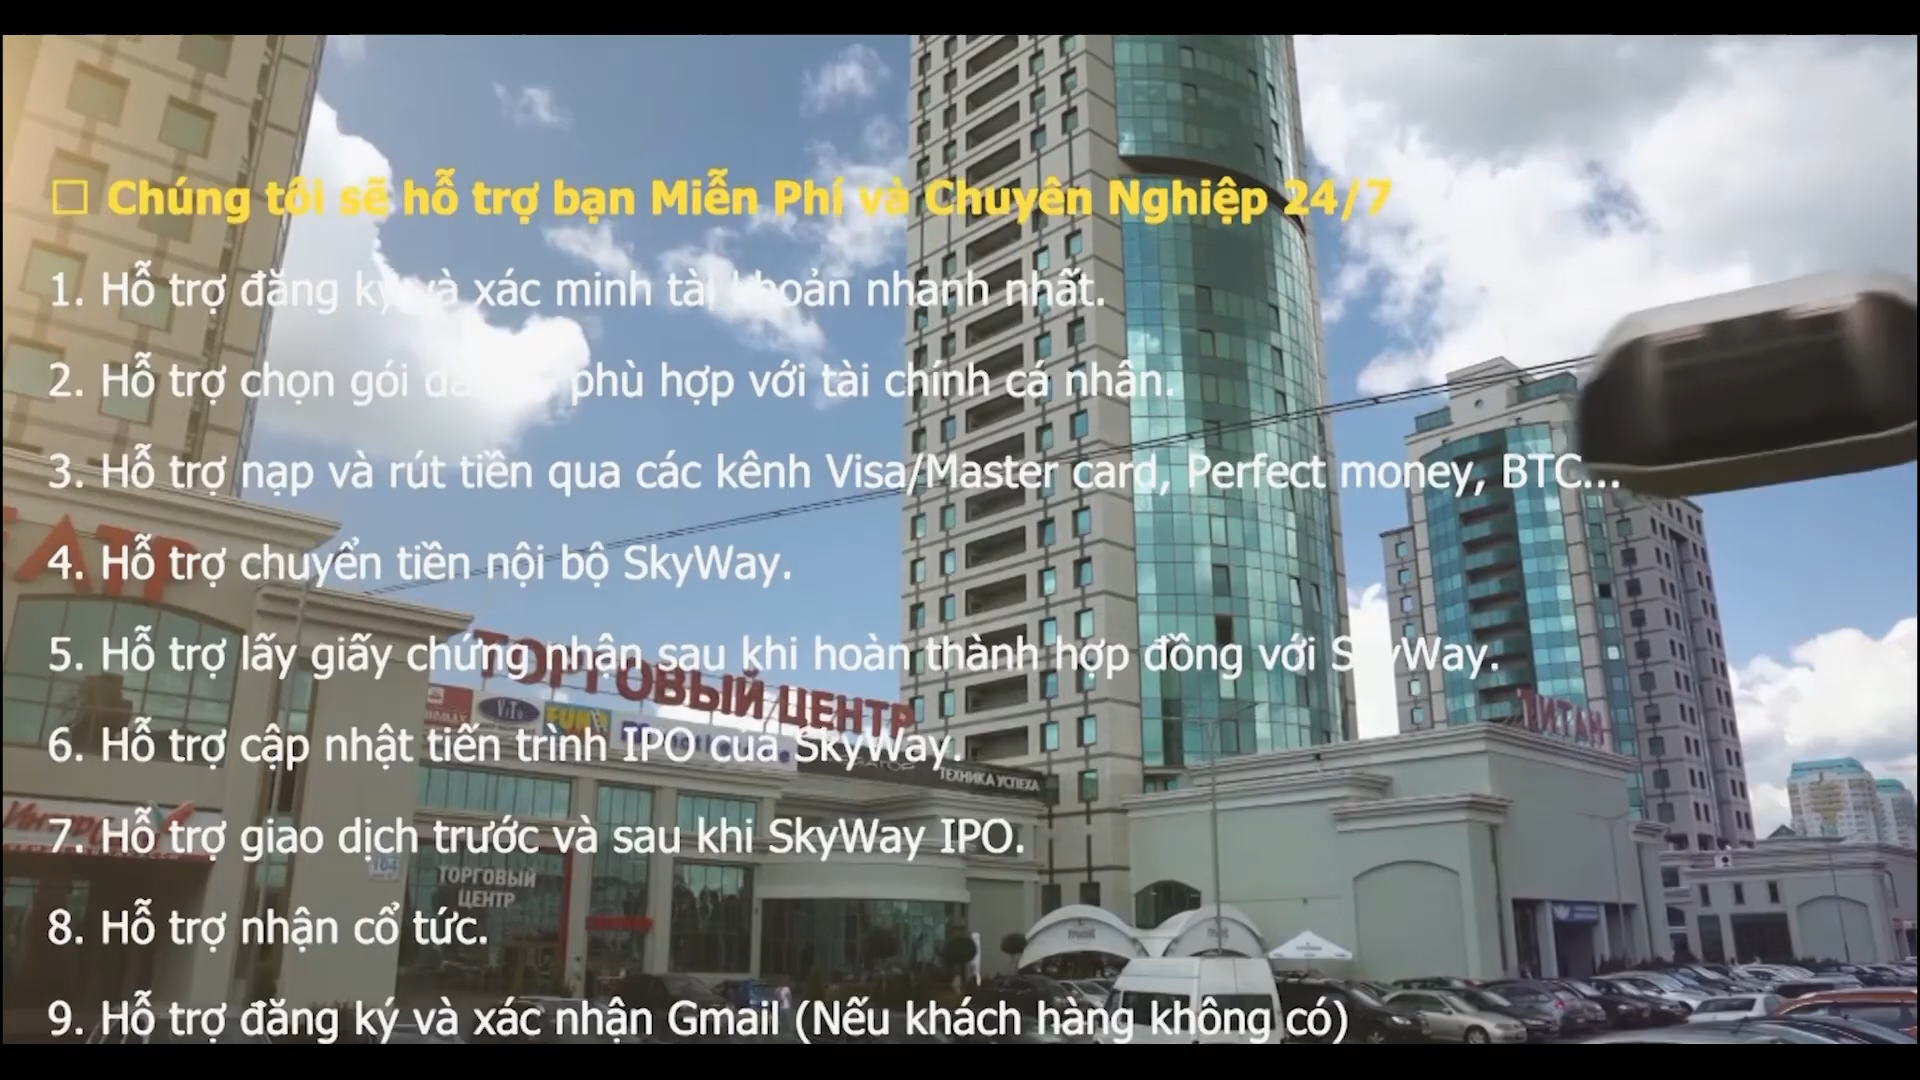 □ Chúng tôi sẽ hỗ trợ bạn Miễn Phí và Chuyên Nghiệp 24/7
1. Hỗ trợ đăng ký và xác minh tài khoản nhanh nhất.
2. Hỗ trợ chọn gói phù hợp với tài chính cá nhân.
3. Hỗ trợ nạp và rút tiền qua các kênh Visa/Master card, Perfect money, BTC...
EATP
4. Hỗ trợ chuyển tiền nội bộ SkyWay.
5. Hỗ trợ lấy giấy chứng nhận sau khi hoàn thành hợp đồng với SkyWay.
ТОРГОВЫЙ ЦЕНТР
ViTo
FUN
ТИТАН
6. Hỗ trợ cập nhật tiến trình IPO của SkyWay.
ТЕХНИКА УСПЕХА
7. Hỗ trợ giao dịch trước và sau khi SkyWay IPO.
104
ТОРГОВЫЙ
ЦЕНТР
8. Hỗ trợ nhận cổ tức.
9. Hỗ trợ đăng ký và xác nhận Gmail (Nếu khách hàng không có)